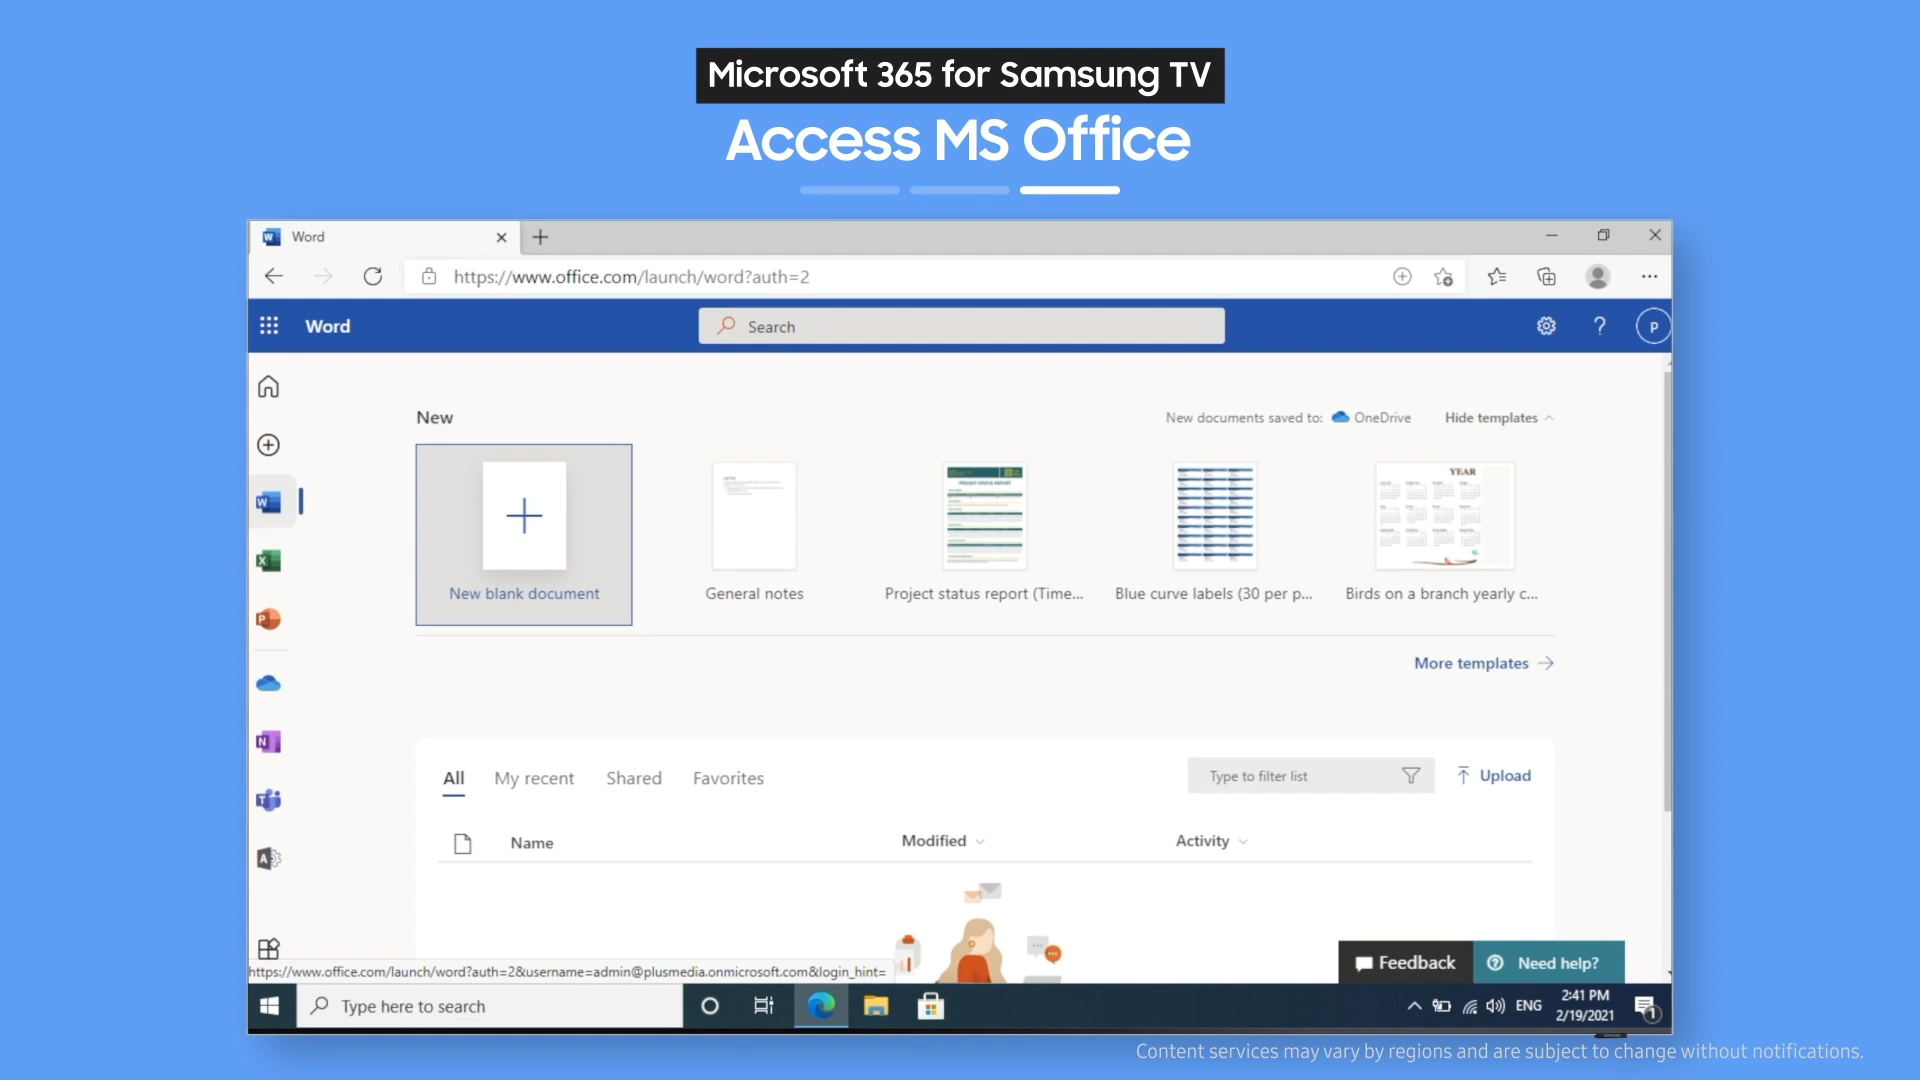 Microsoft 365 for Samsung TV
Access MS Office
Word
https://www.office.com/launch/word?auth=2
Word
Search
P
New
New documents saved to: OneDrive Hide templates
YEAR
PROJECT STATUS REPORT
New blank document
General notes
Project status report (Time...
Blue curve labels (30 per p...
Birds on a branch yearly c...
More templates
All My recent Shared Favorites
Type to filter list
Upload
Name Modified Activity
Feedback
Need help?
https://www.office.com/launch/word?auth=2&username=admin@plusmedia.onmicrosoft.com&login_hint=
Type here to search
ENG
2:41 PM
2/19/2021
1
Content services may vary by regions and are subject to change without notifications.